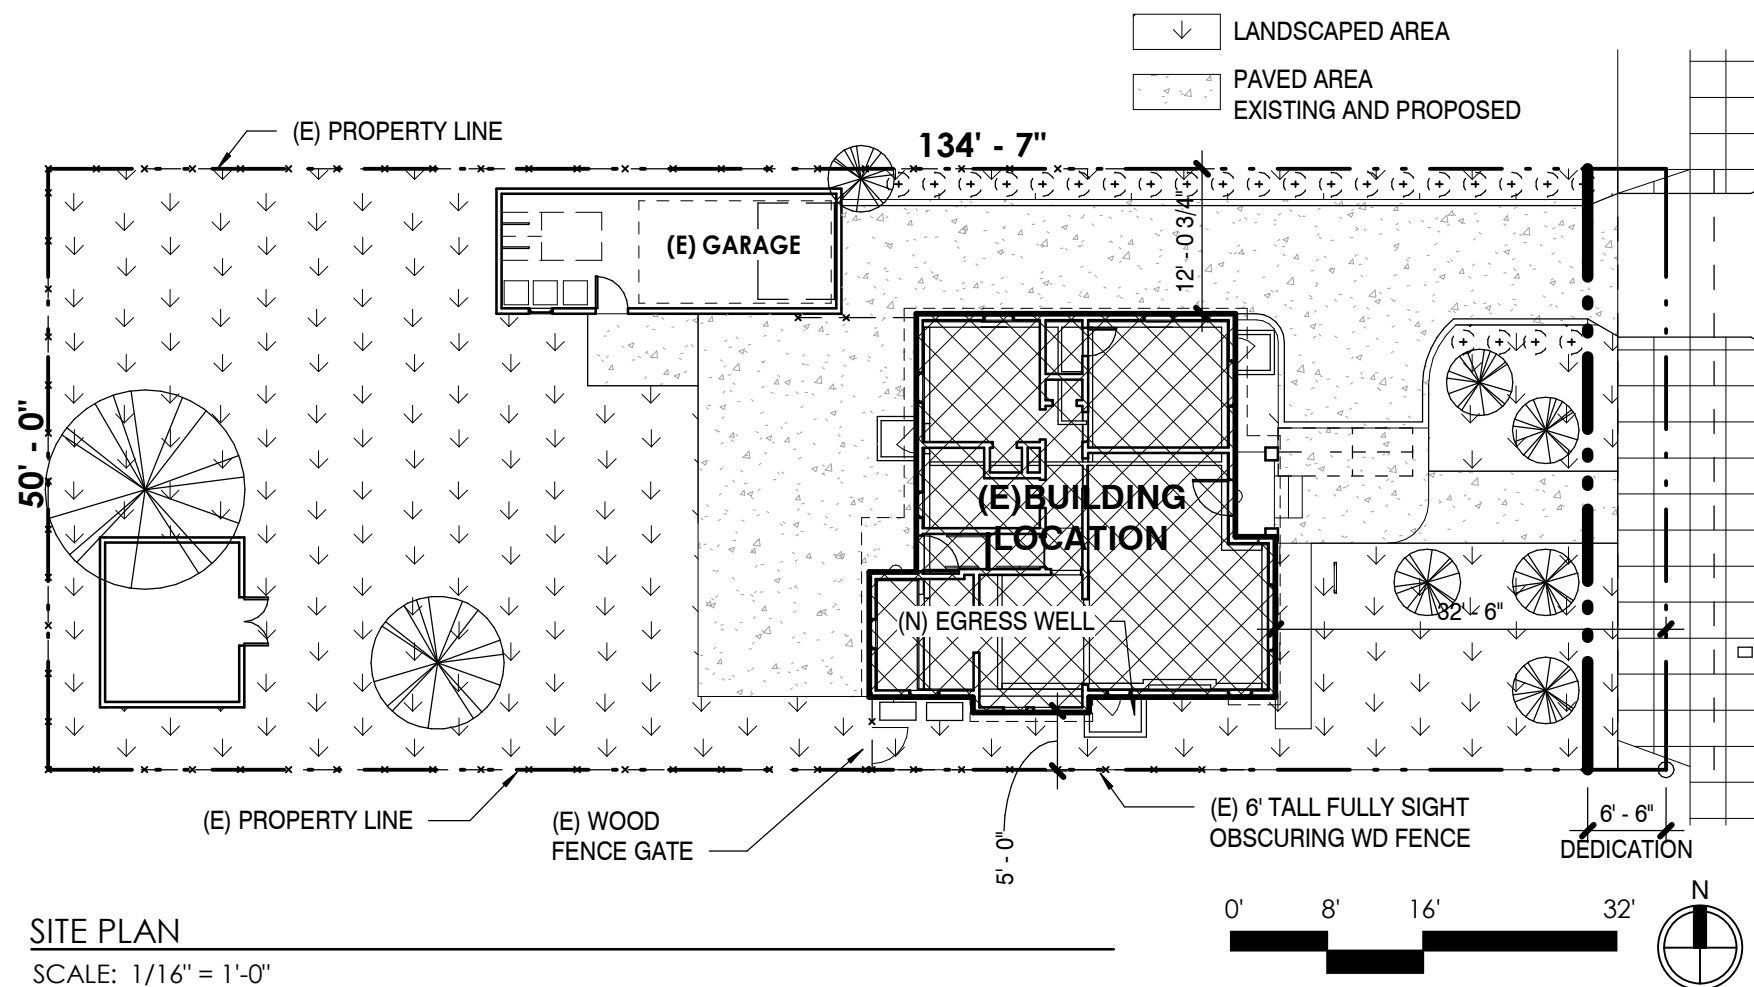 LANDSCAPED AREA
PAVED AREA
EXISTING AND PROPOSED
(E) PROPERTY LINE
134' - 7"
(E) GARAGE
12' - 0 3/4"
50' - 0"
(E)BUILDING
LOCATION
(N) EGRESS WELL
32' - 6"
(E) PROPERTY LINE
(E) WOOD
FENCE GATE
5' - 0"
(E) 6' TALL FULLY SIGHT
OBSCURING WD FENCE
6' - 6"
DEDICATION
SITE PLAN
SCALE: 1/16" = 1'-0"
0' 8' 16' 32'
N